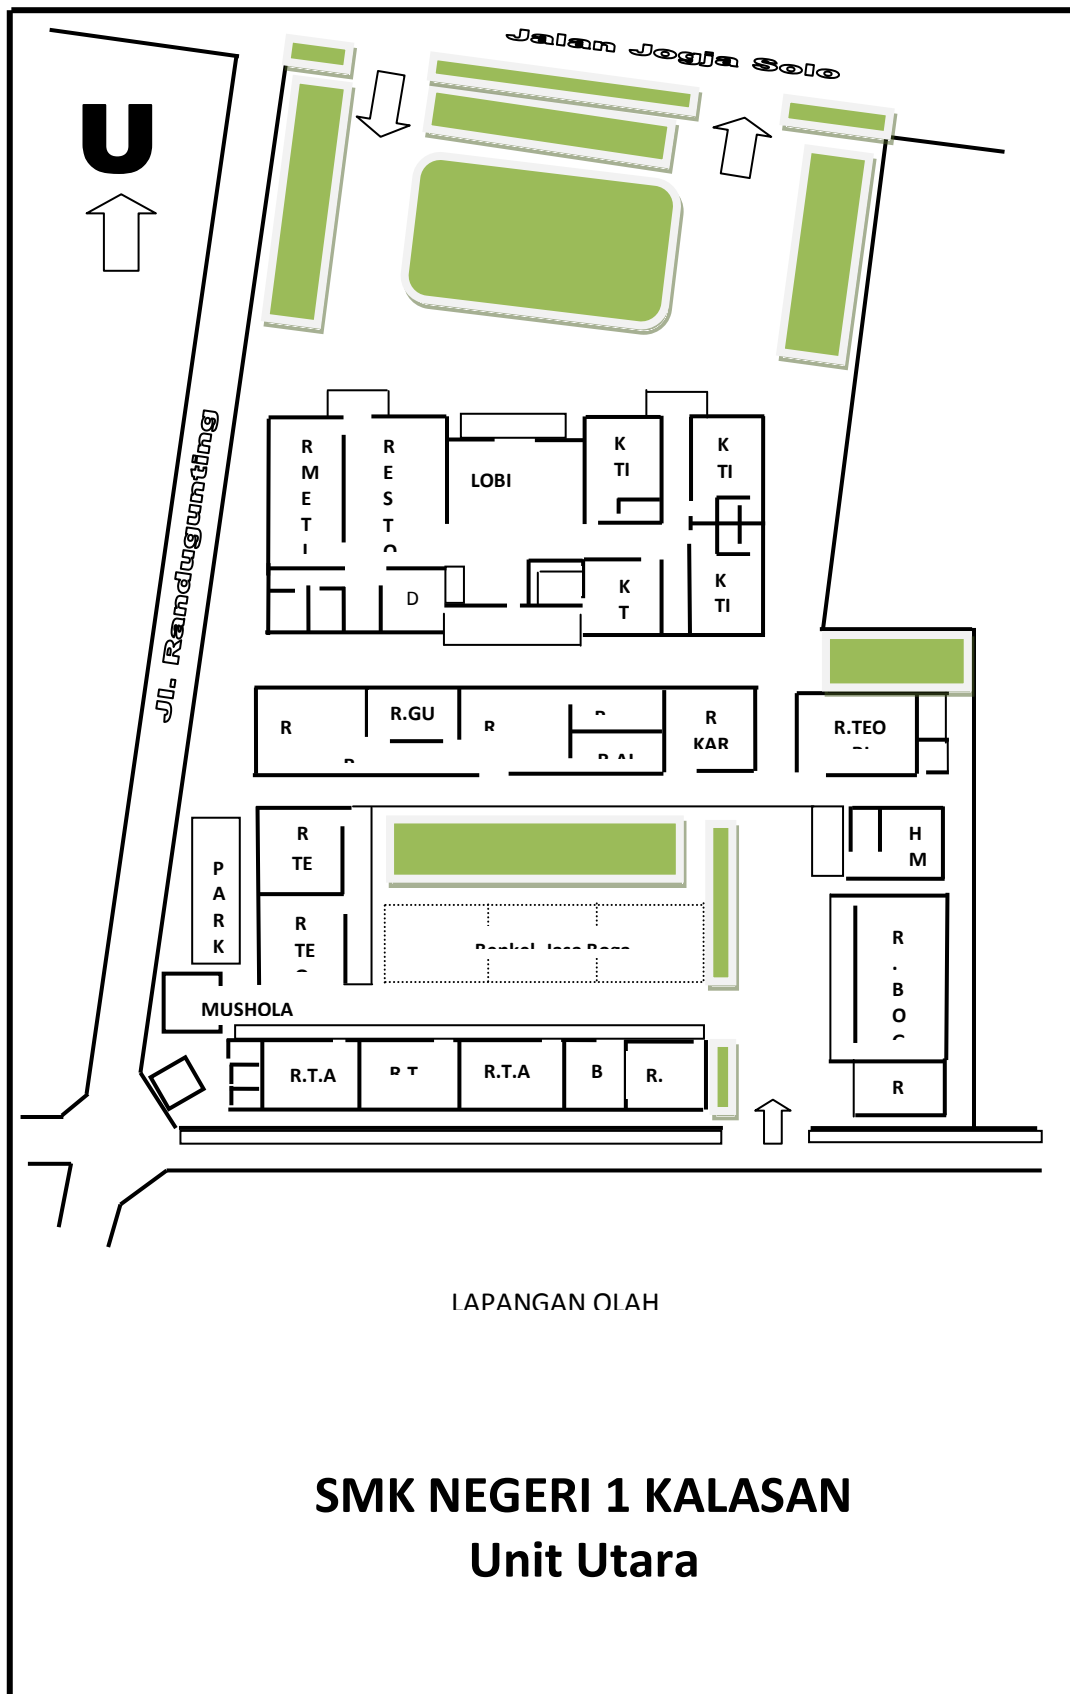 Jalan Jogja Solo
U
Jl. Randugunting
R
M
E
T
R
E
S
T
LOBI
K
TI
K
TI
D
K
T
K
TI
R
R.GU
R
KAR
R.TEO
R
TE
H
M
P
A
R
K
R
TE
R
.
B
O
MUSHOLA
R.T.A
R.T
R.T.A
B
R.
R
LAPANGAN OLAH
SMK NEGERI 1 KALASAN
Unit Utara